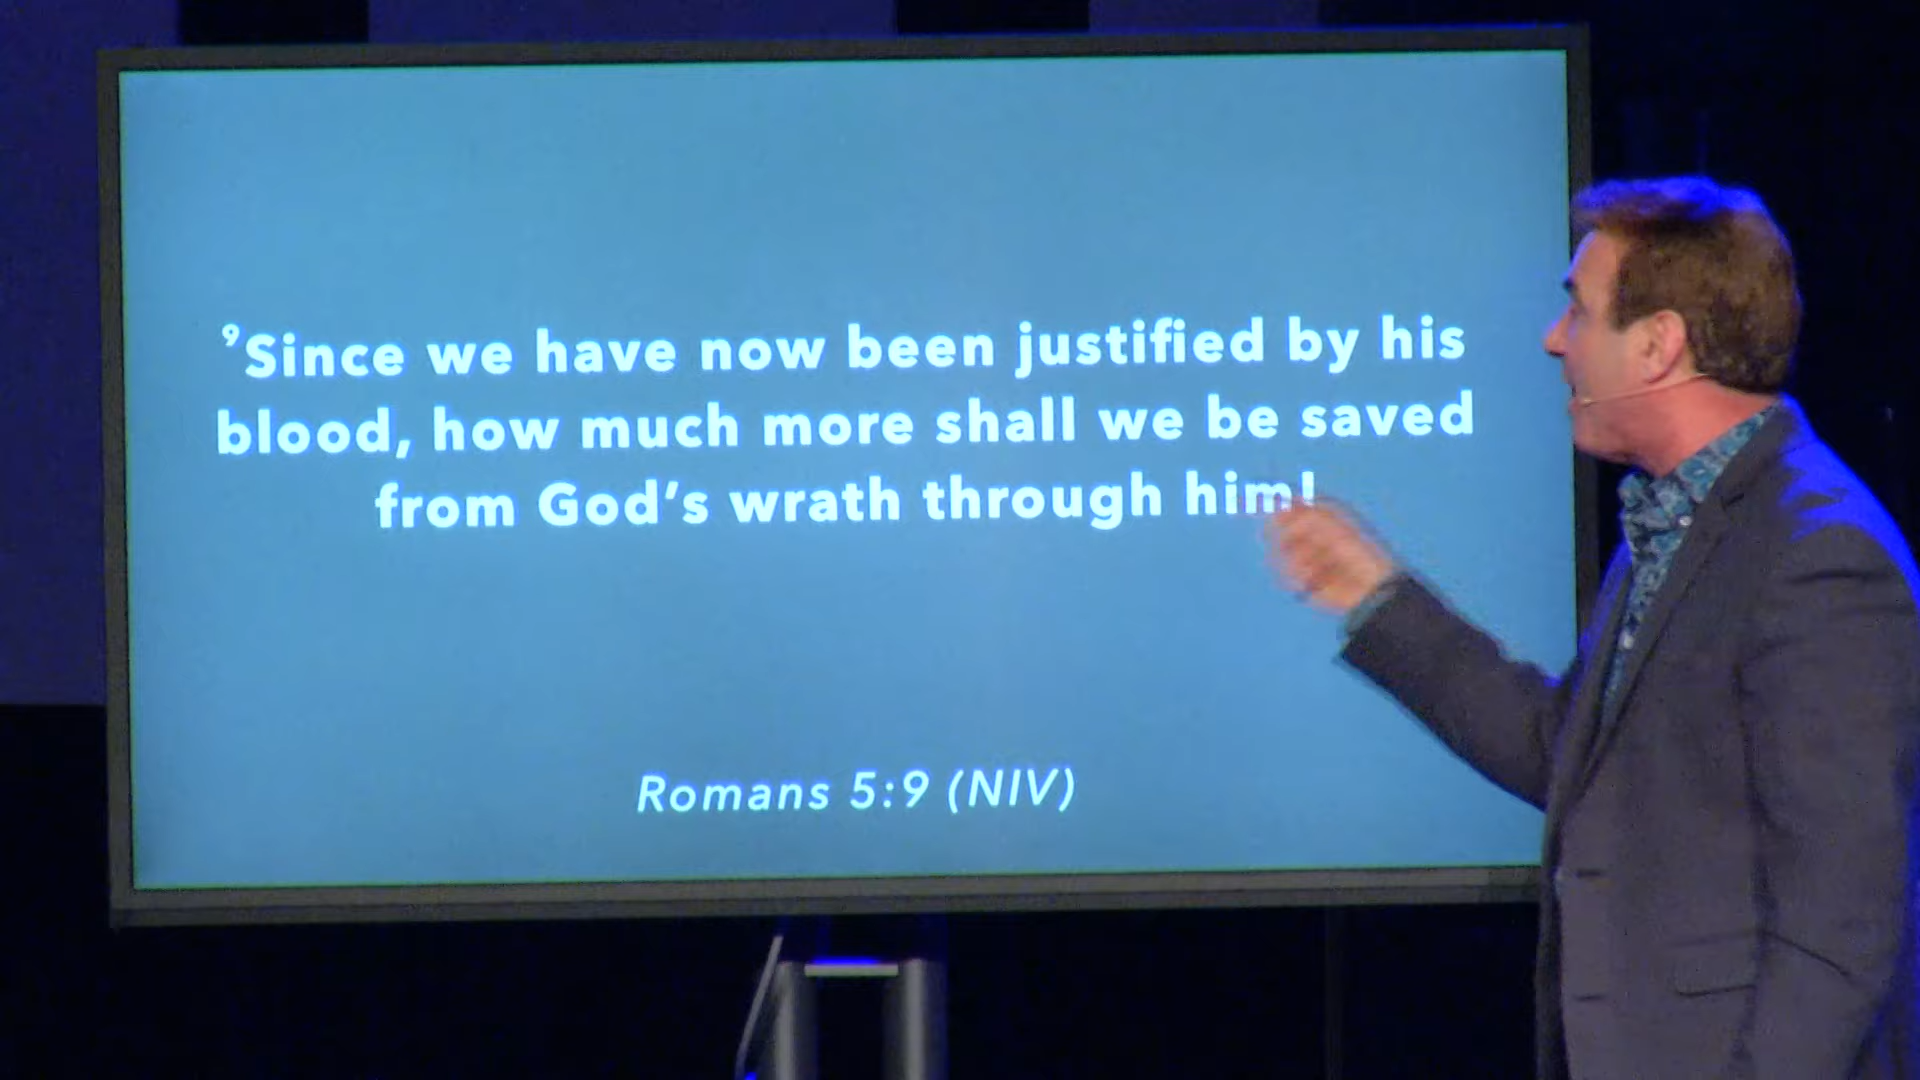 ⁹Since we have now been justified by his
blood, how much more shall we be saved
from God's wrath through him!
Romans 5:9 (NIV)